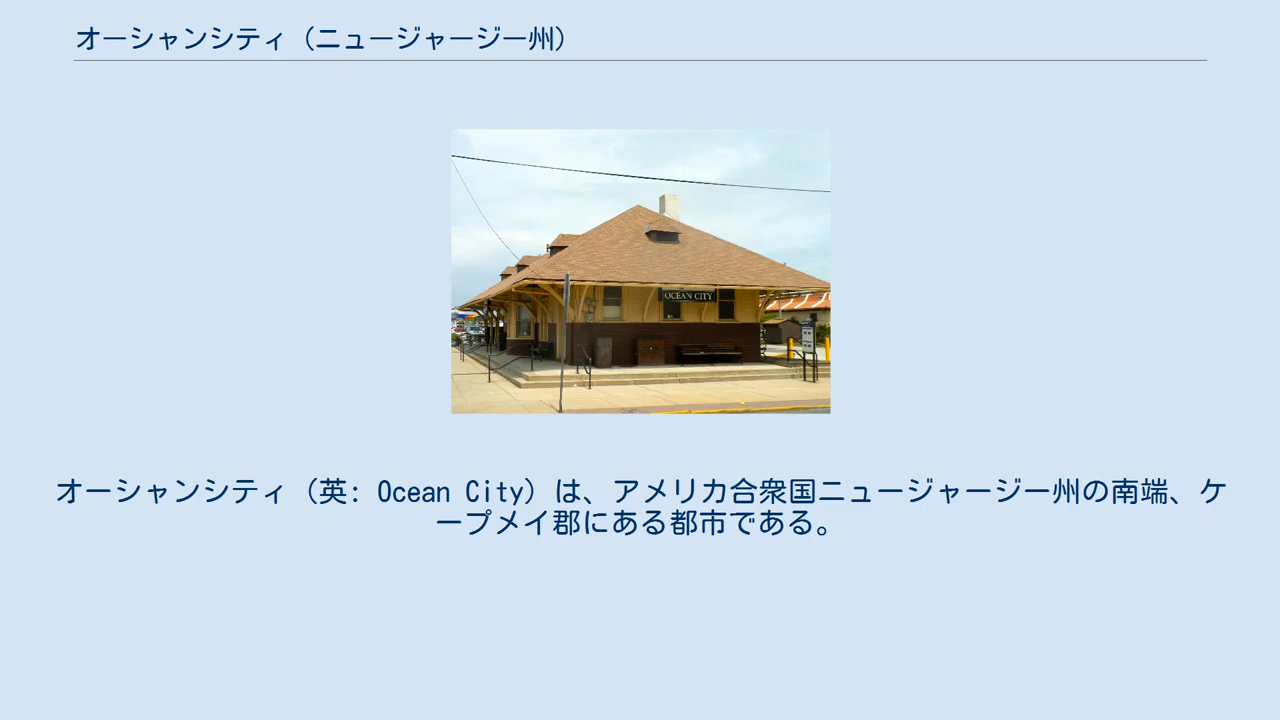 オーシャンシティ（ニュージャージー州）
OCEAN CITY
オーシャンシティ（英: Ocean City）は、アメリカ合衆国ニュージャージー州の南端、ケ
ープメイ郡にある都市である。